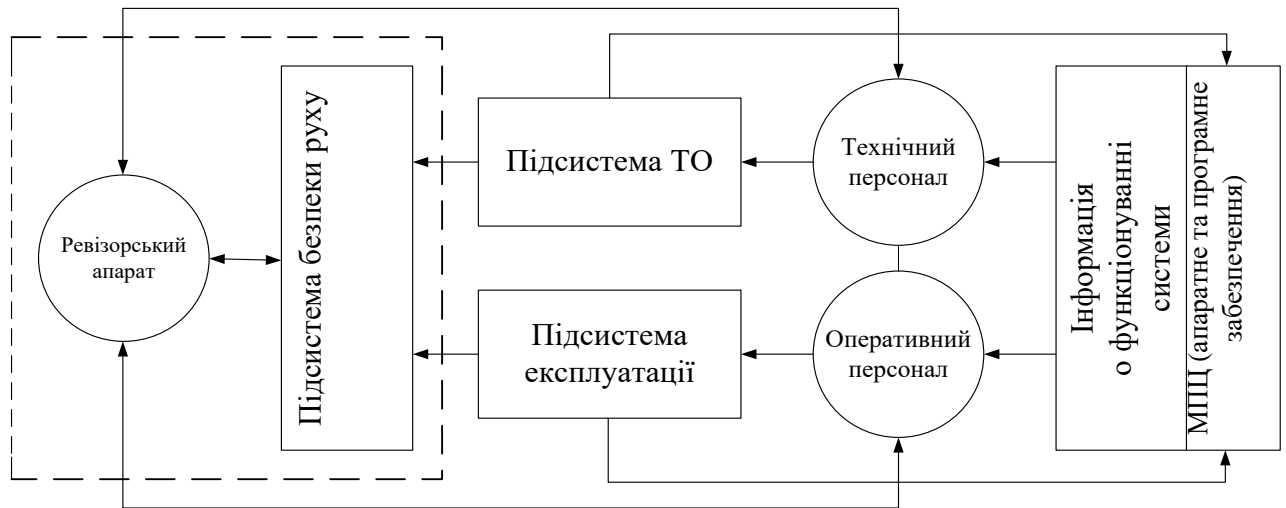 Ревізорський
апарат
Підсистема безпеки руху
Підсистема ТО
Підсистема
експлуатації
Технічний
персонал
Оперативний
персонал
Інформація
о функціонуванні
системи
МПЦ (апаратне та програмне
забезпечення)